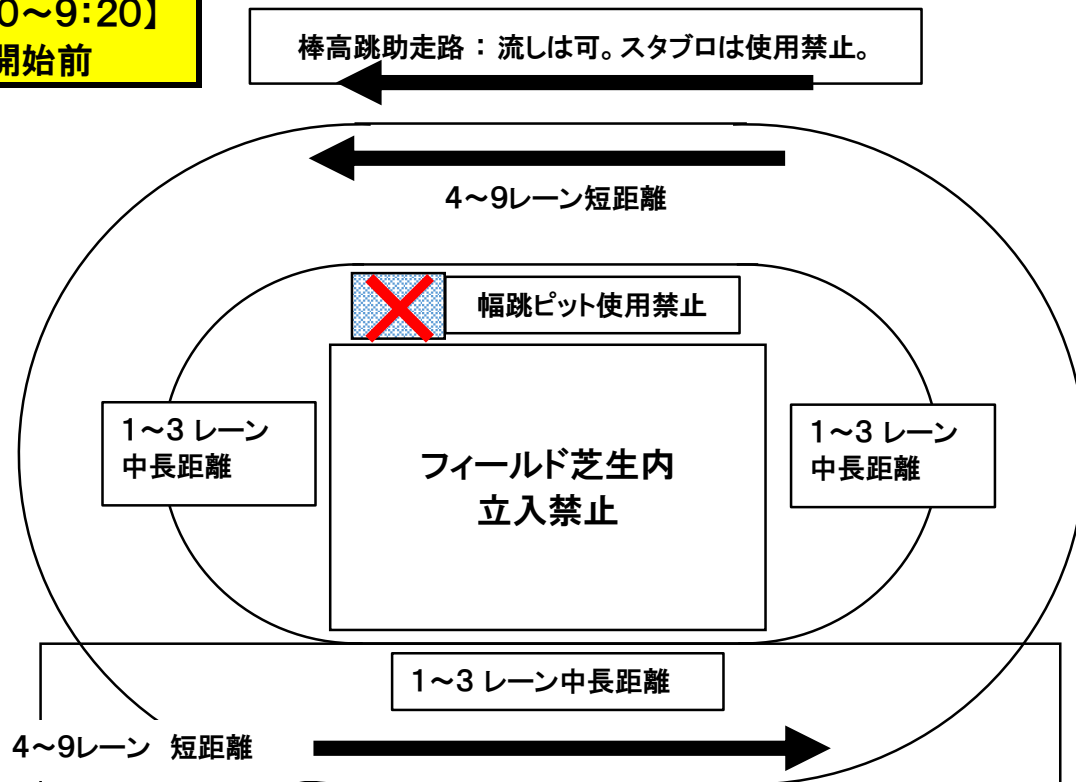 0～9：20】
開始前
棒高跳助走路 ： 流しは可。スタブロは使用禁止。
4～9レーン短距離
幅跳ピット使用禁止
1～3 レーン
中長距離
フィールド芝生内
立入禁止
1～3 レーン
中長距離
1～3 レーン中長距離
4～9レーン 短距離